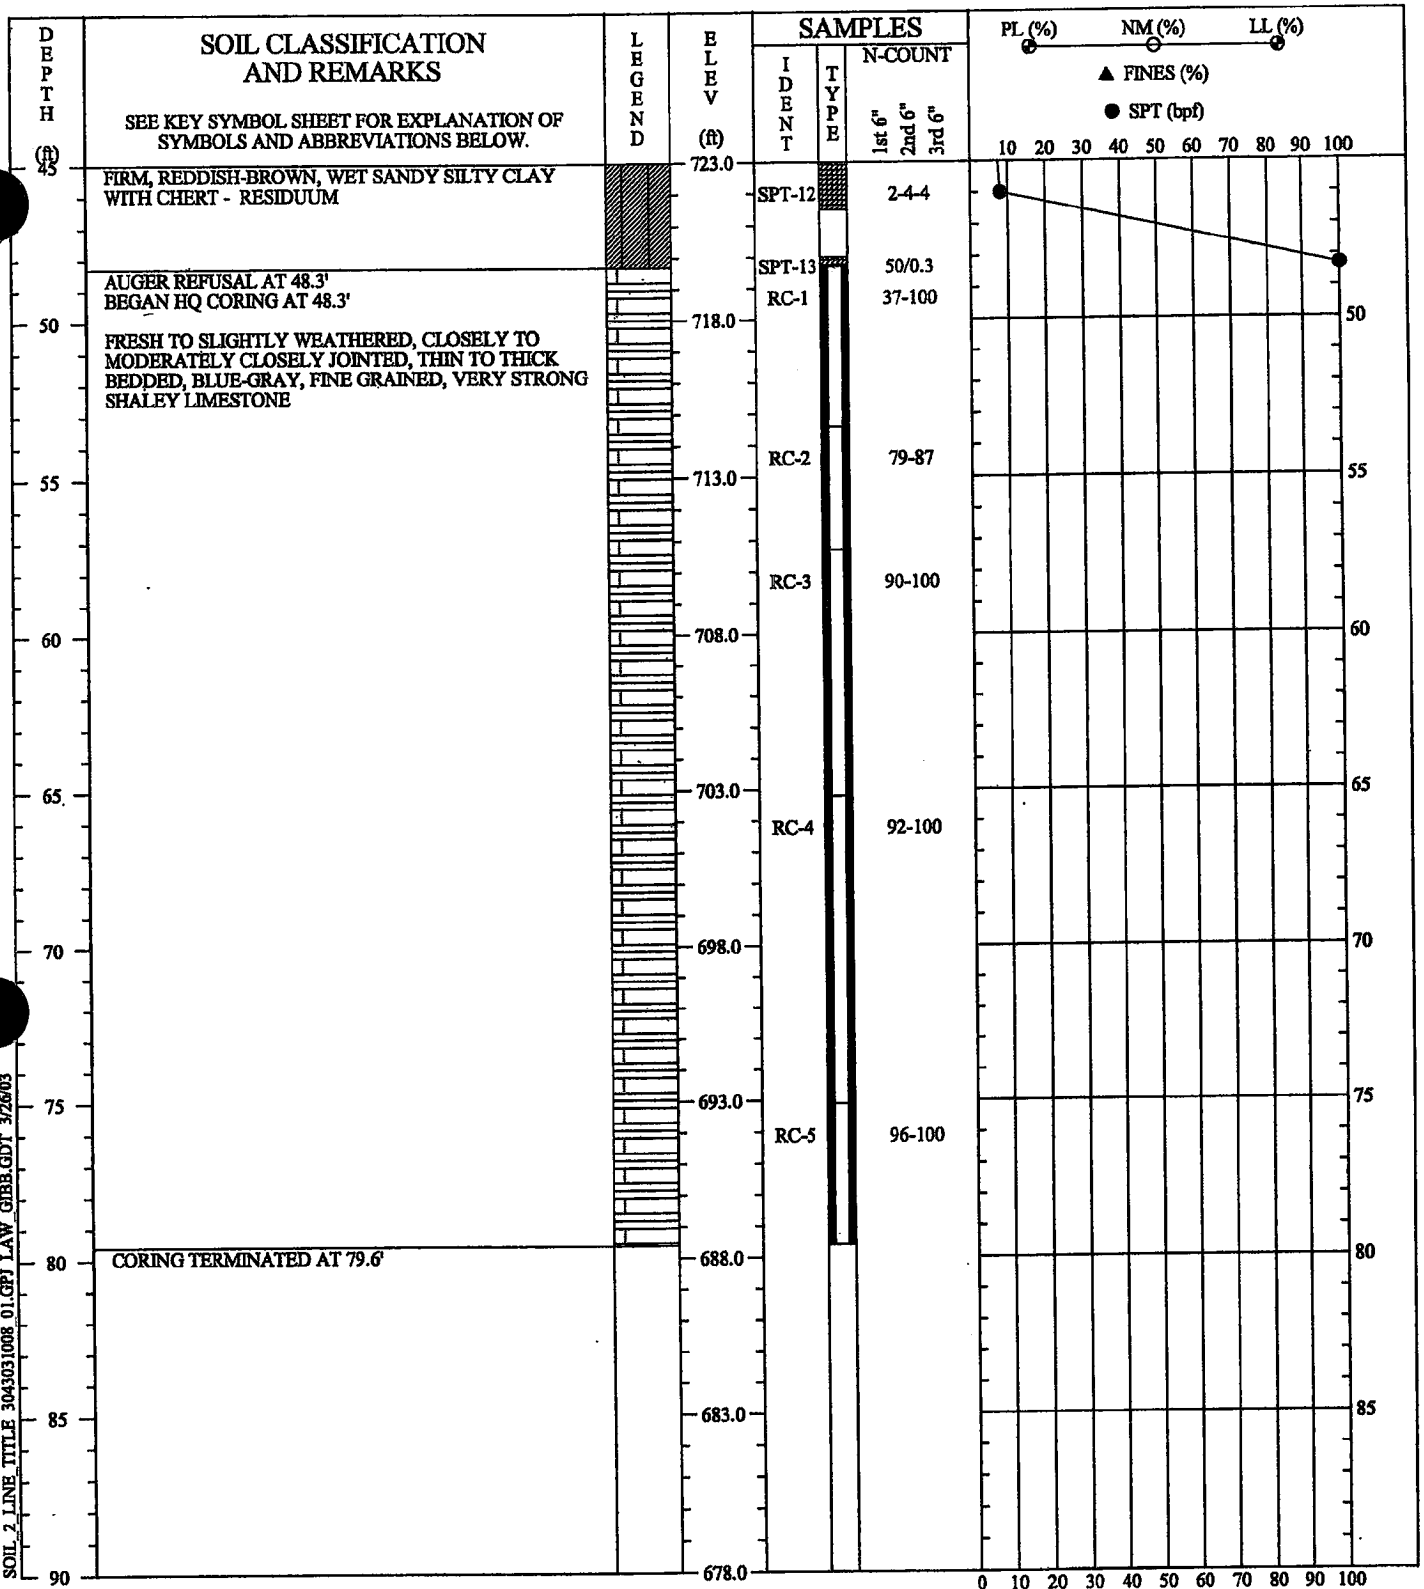 DEPTH
(ft)
SOIL CLASSIFICATION
AND REMARKS
SEE KEY SYMBOL SHEET FOR EXPLANATION OF
SYMBOLS AND ABBREVIATIONS BELOW.
LEGEND
ELEV
(ft)
SAMPLES
IDENT
TYPE
N-COUNT
1st 6"
2nd 6"
3rd 6"
PL (%) NM (%) LL (%)
▲ FINES (%)
● SPT (bpf)
10 20 30 40 50 60 70 80 90 100
45
FIRM, REDDISH-BROWN, WET SANDY SILTY CLAY
WITH CHERT - RESIDUUM
723.0
SPT-12 2-4-4
SPT-13 50/0.3
AUGER REFUSAL AT 48.3'
BEGAN HQ CORING AT 48.3'
RC-1 37-100
50 718.0 50
FRESH TO SLIGHTLY WEATHERED, CLOSELY TO
MODERATELY CLOSELY JOINTED, THIN TO THICK
BEDDED, BLUE-GRAY, FINE GRAINED, VERY STRONG
SHALEY LIMESTONE
RC-2 79-87
55 713.0 55
RC-3 90-100
60 708.0 60
65 703.0 65
RC-4 92-100
70 698.0 70
75 693.0 75
RC-5 96-100
CORING TERMINATED AT 79.6'
80 688.0 80
85 683.0 85
90 678.0
0 10 20 30 40 50 60 70 80 90 100
SOIL_2_LINE_TITLE 3043031008_01.GPJ LAW_GIBB.GDT 3/26/03